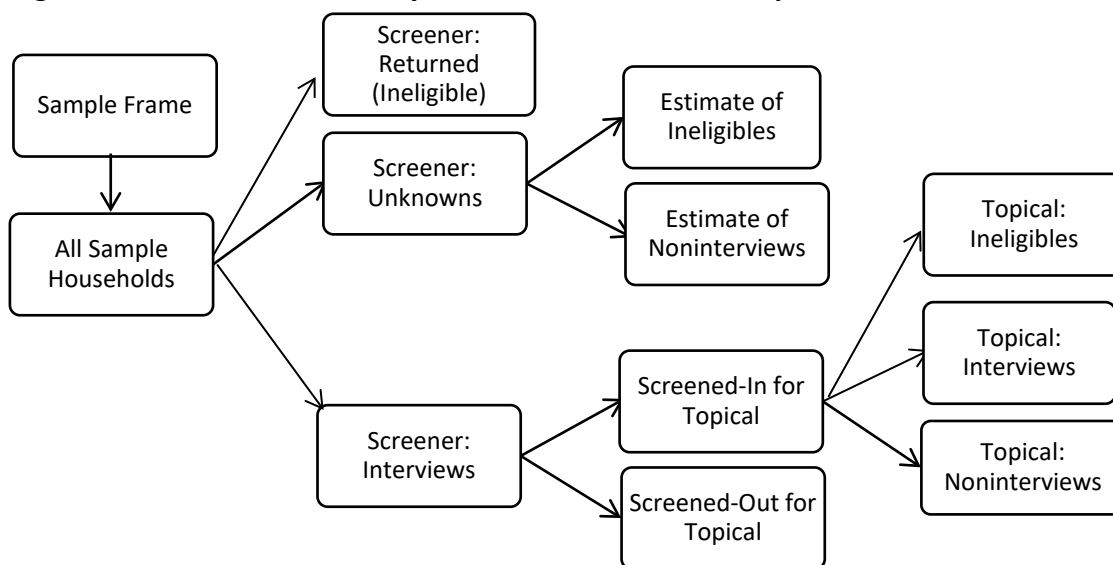 Sample Frame
All Sample
Households
Screener:
Returned
(Ineligible)
Screener:
Unknowns
Screener:
Interviews
Estimate of
Ineligibles
Estimate of
Noninterviews
Screened-In for
Topical
Screened-Out for
Topical
Topical:
Ineligibles
Topical:
Interviews
Topical:
Noninterviews